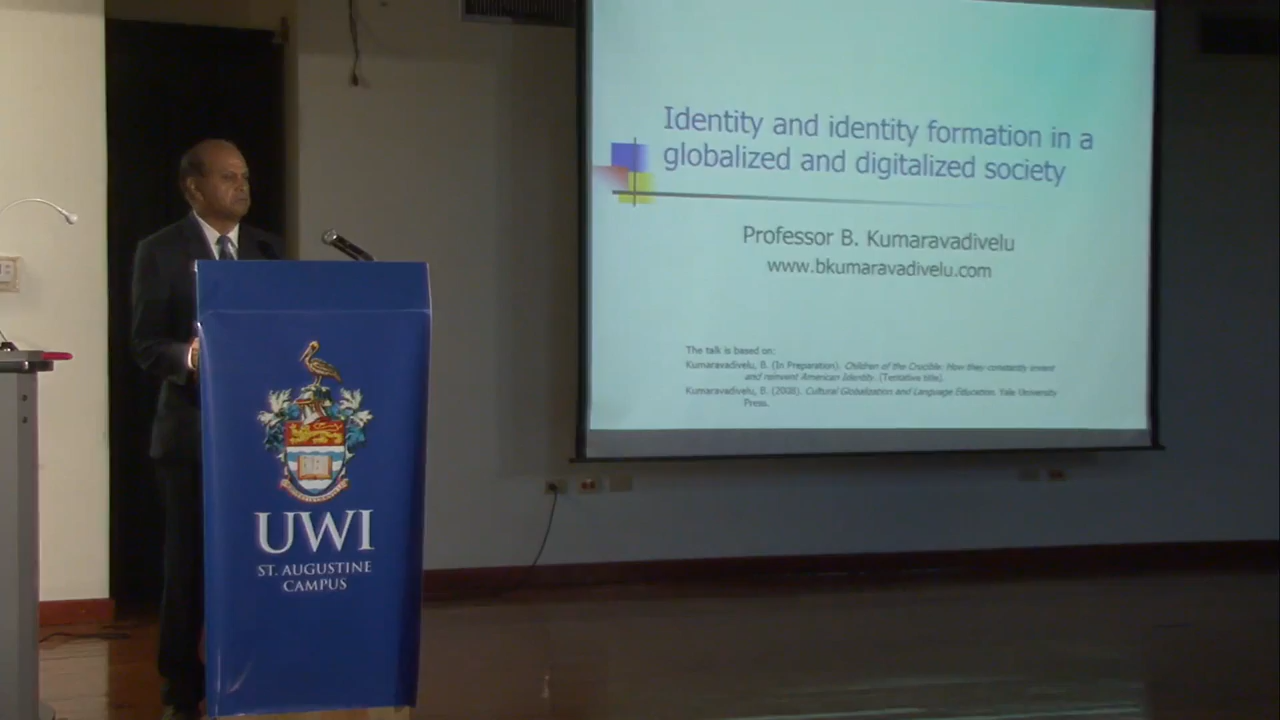 Identity and identity formation in a
globalized and digitalized society
Professor B. Kumaravadivelu
www.bkumaravadivelu.com
The talk is based on:
Kumaravadivelu, B. (In Preparation). Children of the Crucible: How they constantly invent
and reinvent American Identity. (Tentative title).
Kumaravadivelu, B. (2008). Cultural Globalization and Language Education. Yale University
Press.
UWI
ST. AUGUSTINE
CAMPUS